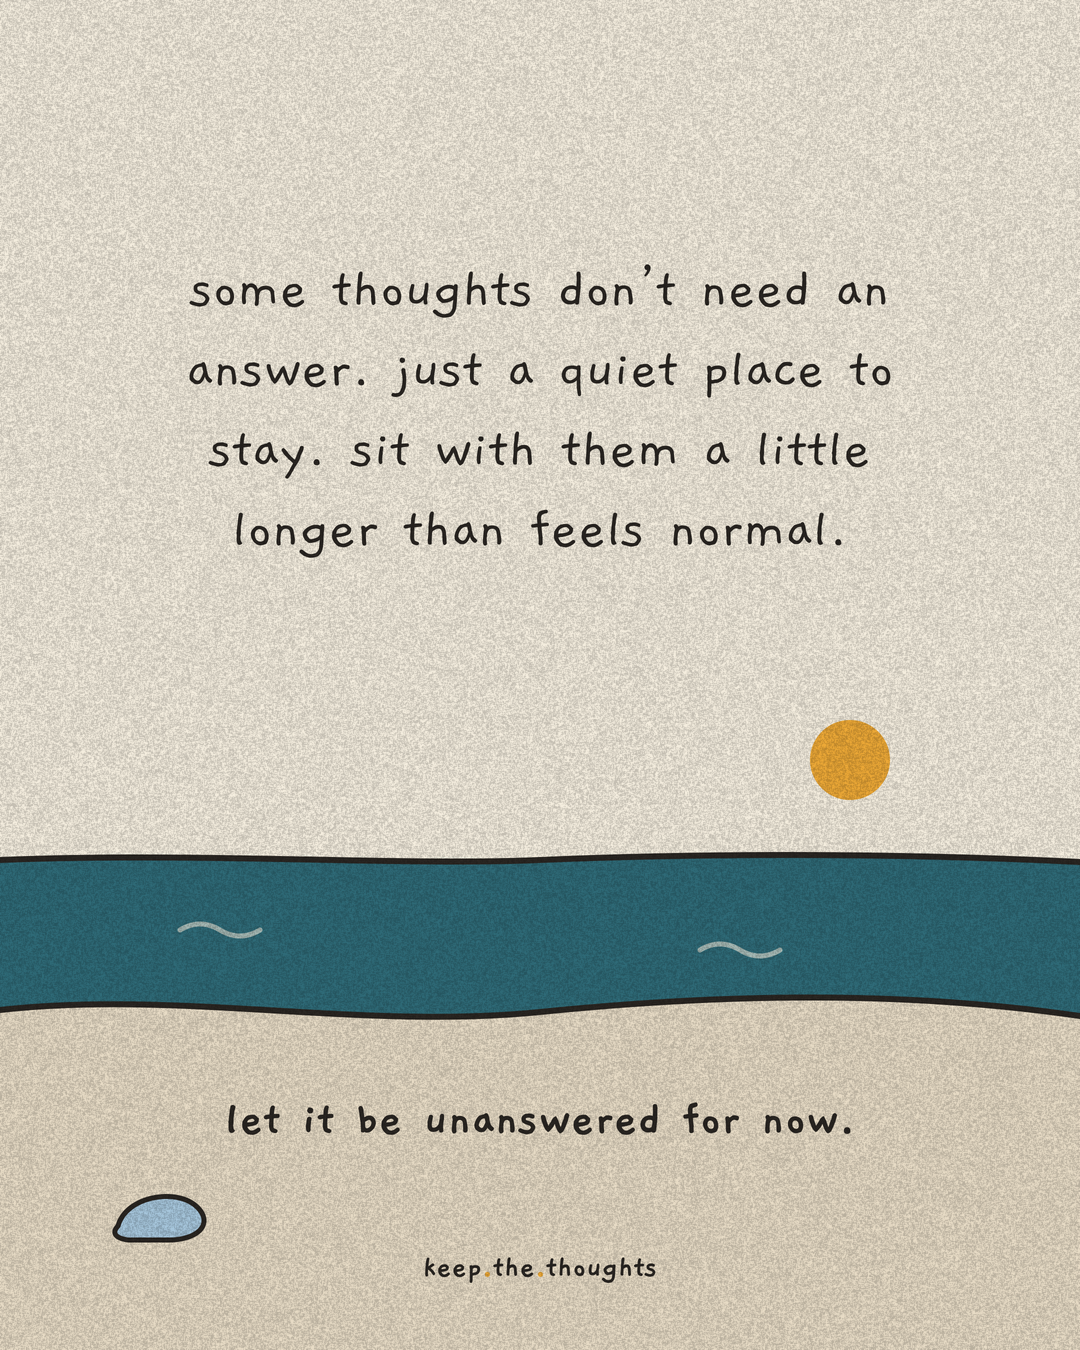 some thoughts don’t need an
answer. just a quiet place to
stay. sit with them a little
longer than feels normal.
let it be unanswered for now.
keep.the.thoughts